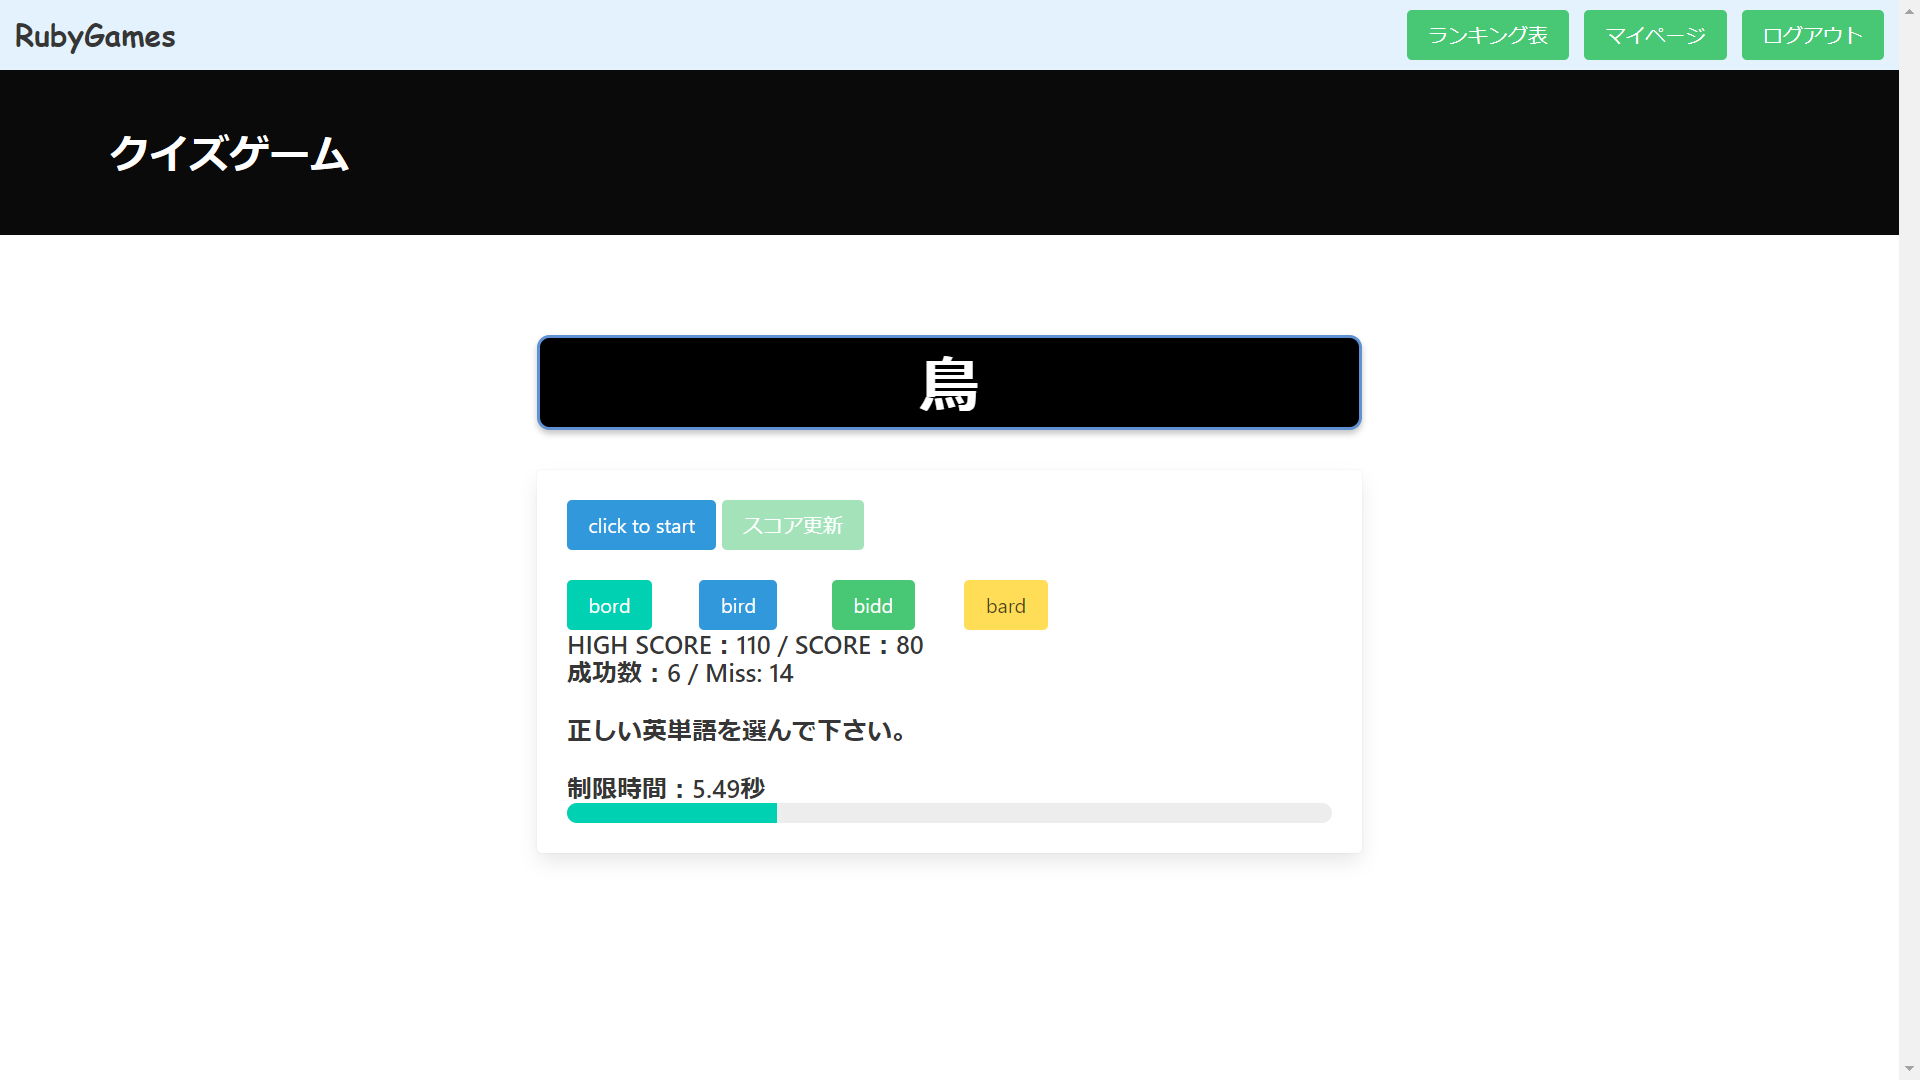 RubyGames
ランキング表 マイページ ログアウト
クイズゲーム
鳥
click to start スコア更新
bord bird bidd bard
HIGH SCORE：110 / SCORE：80
成功数：6 / Miss: 14
正しい英単語を選んで下さい。
制限時間：5.49秒